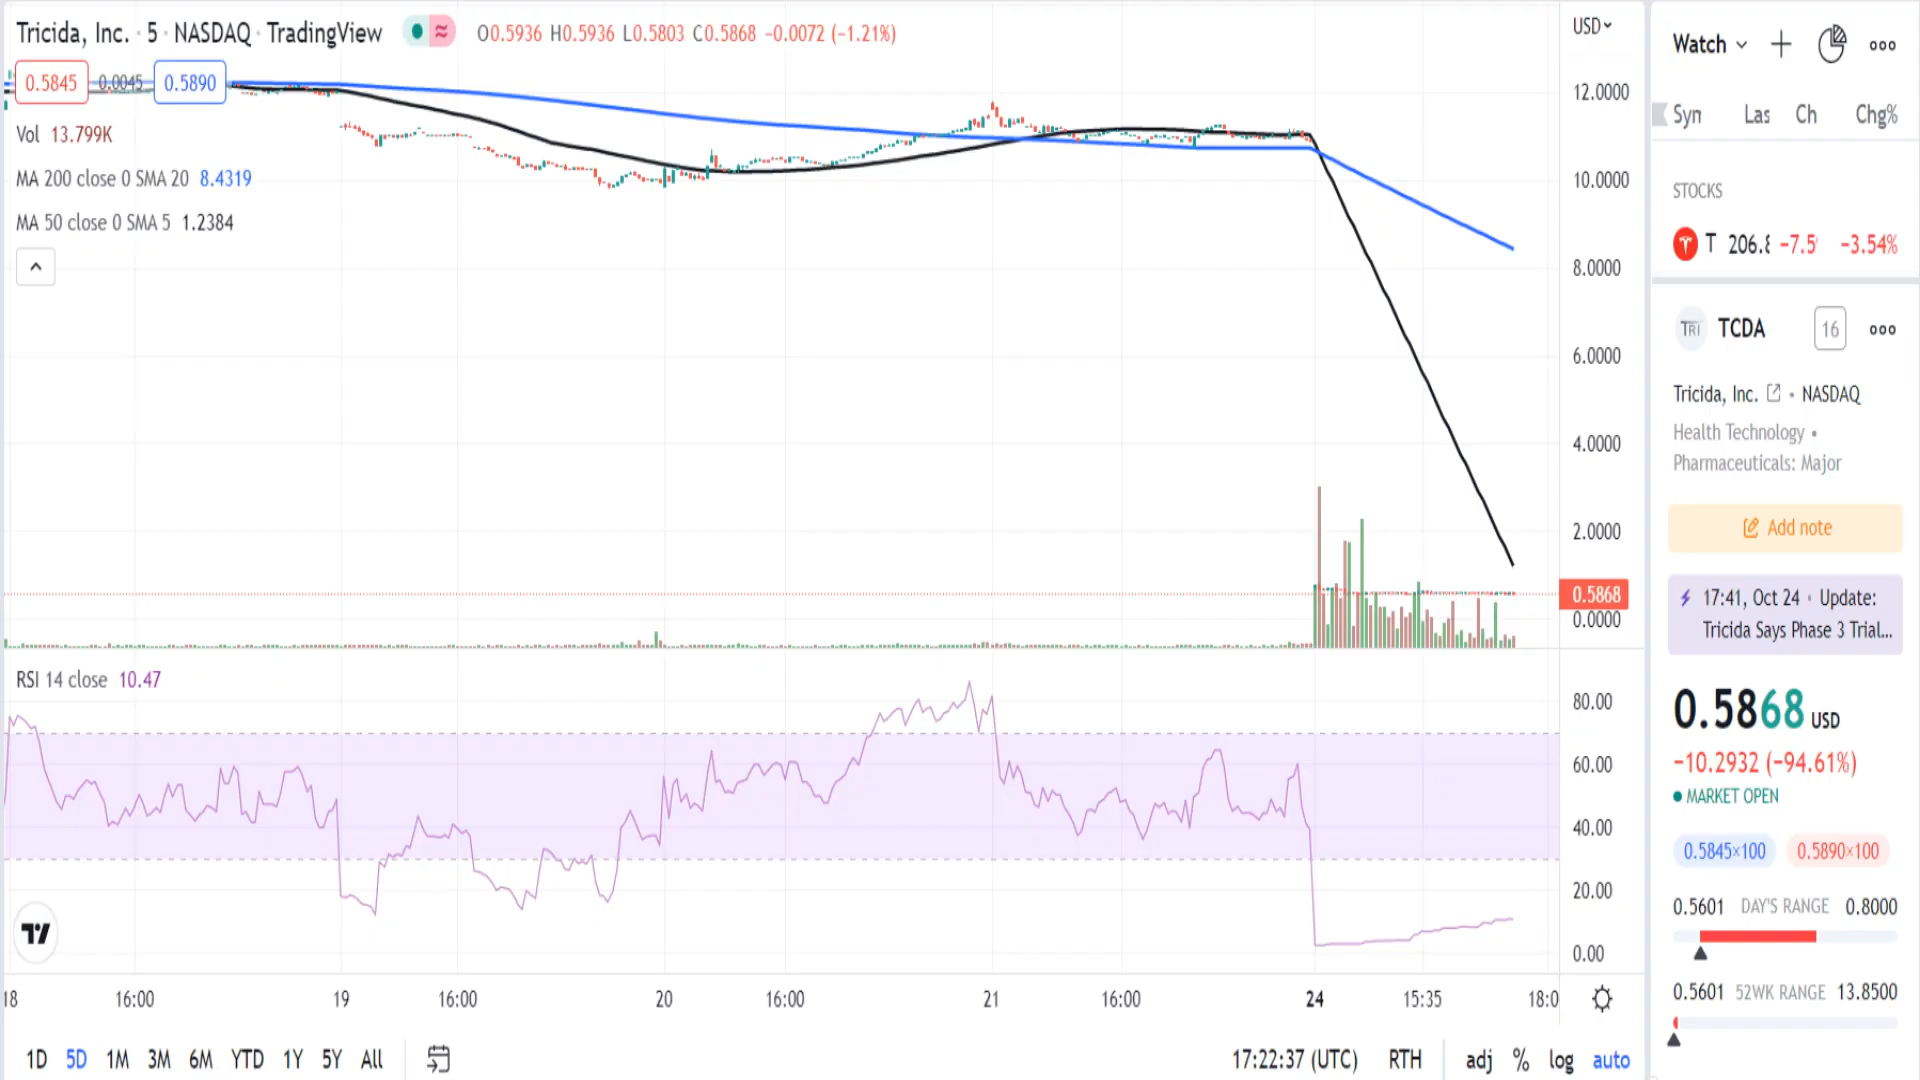 Tricida, Inc. · 5 · NASDAQ · TradingView
≈
O0.5936 H0.5936 L0.5803 C0.5868 −0.0072 (−1.21%)
0.5845 0.0045 0.5890
Vol 13.799K
MA 200 close 0 SMA 20 8.4319
MA 50 close 0 SMA 5 1.2384
USD
12.0000
10.0000
8.0000
6.0000
4.0000
2.0000
0.5868
0.0000
RSI 14 close 10.47
80.00
60.00
40.00
20.00
0.00
18 16:00 19 16:00 20 16:00 21 16:00 24 15:35 18:0
1D 5D 1M 3M 6M YTD 1Y 5Y All
17:22:37 (UTC) RTH adj % log auto
Watch
Syn Las Ch Chg%
STOCKS
T 206.8 −7.5 −3.54%
TRI TCDA 16
Tricida, Inc. • NASDAQ
Health Technology •
Pharmaceuticals: Major
Add note
17:41, Oct 24 • Update:
Tricida Says Phase 3 Trial...
0.5868 USD
−10.2932 (−94.61%)
MARKET OPEN
0.5845×100 0.5890×100
0.5601 DAY'S RANGE 0.8000
0.5601 52WK RANGE 13.8500